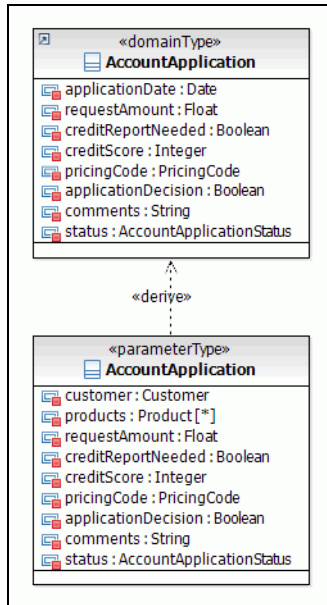 «domainType»
AccountApplication
applicationDate : Date
requestAmount : Float
creditReportNeeded : Boolean
creditScore : Integer
pricingCode : PricingCode
applicationDecision : Boolean
comments : String
status : AccountApplicationStatus
«derive»
«parameterType»
AccountApplication
customer : Customer
products : Product [*]
requestAmount : Float
creditReportNeeded : Boolean
creditScore : Integer
pricingCode : PricingCode
applicationDecision : Boolean
comments : String
status : AccountApplicationStatus